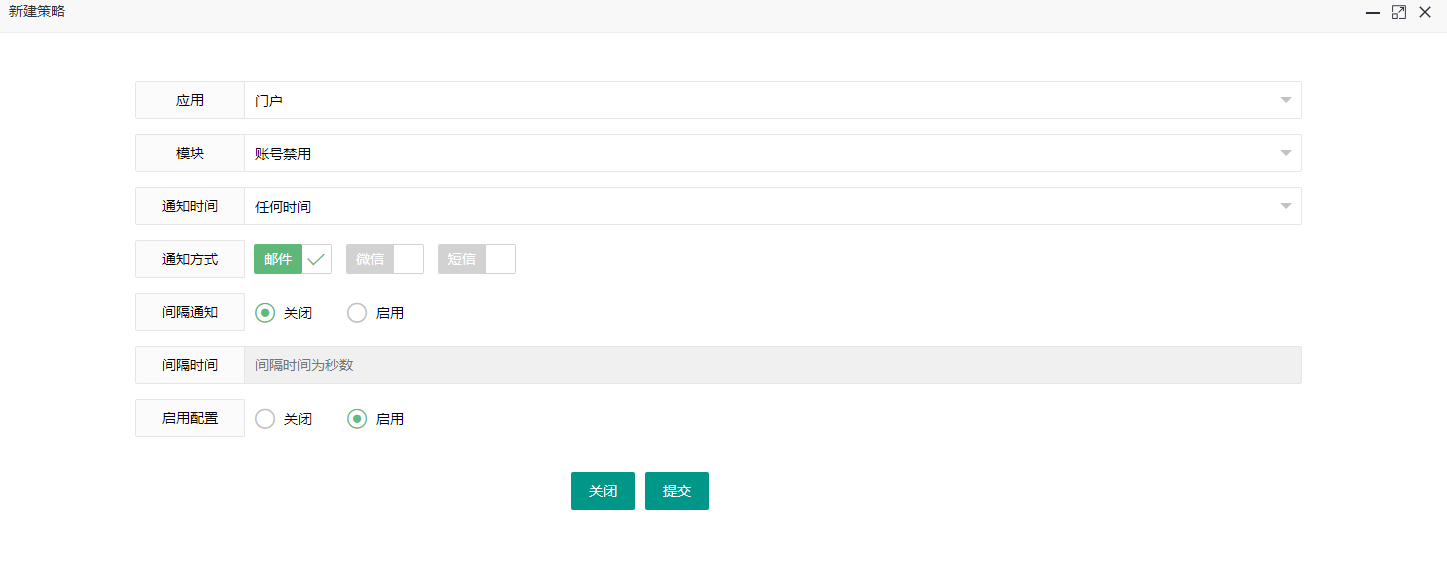 新建策略
应用 门户
模块 账号禁用
通知时间 任何时间
通知方式 邮件 微信 短信
间隔通知 关闭 启用
间隔时间 间隔时间为秒数
启用配置 关闭 启用
关闭 提交